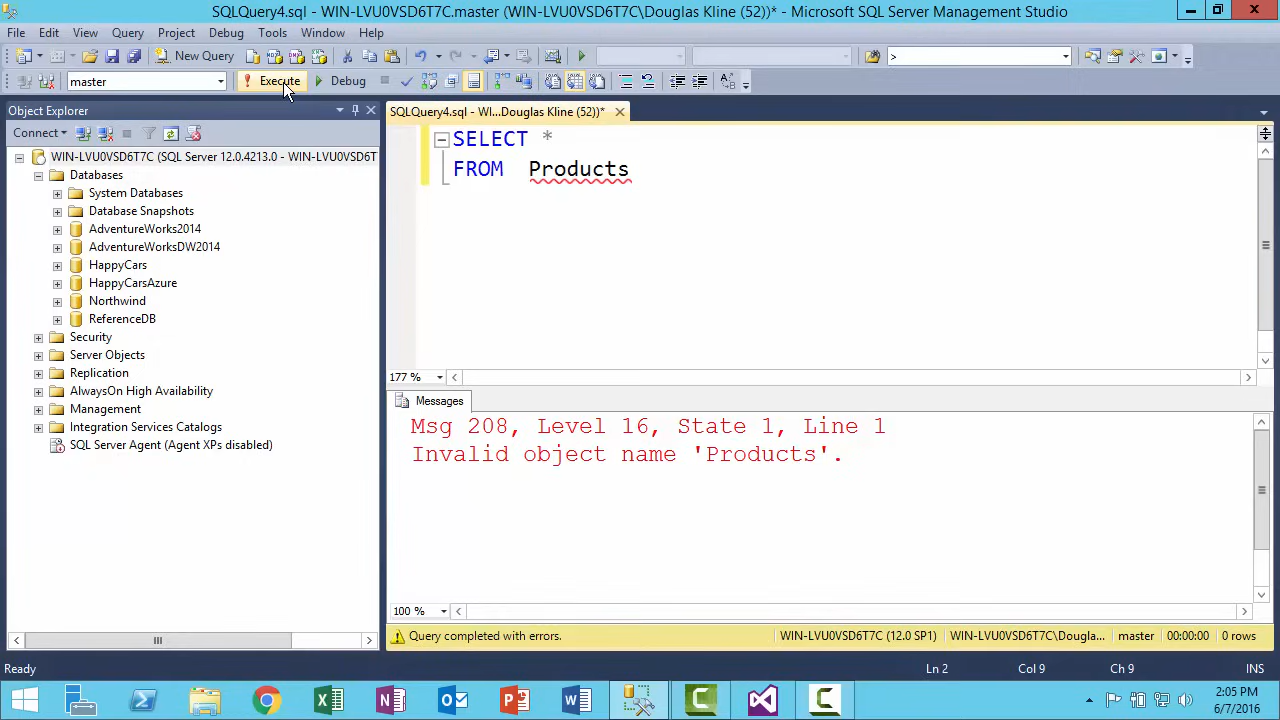 SQLQuery4.sql - WIN-LVU0VSD6T7C.master (WIN-LVU0VSD6T7C\Douglas Kline (52))* - Microsoft SQL Server Management Studio
File Edit View Query Project Debug Tools Window Help
New Query >
master Execute Debug
Object Explorer
Connect
WIN-LVU0VSD6T7C (SQL Server 12.0.4213.0 - WIN-LVU0VSD6T
Databases
System Databases
Database Snapshots
AdventureWorks2014
AdventureWorksDW2014
HappyCars
HappyCarsAzure
Northwind
ReferenceDB
Security
Server Objects
Replication
AlwaysOn High Availability
Management
Integration Services Catalogs
SQL Server Agent (Agent XPs disabled)
SQLQuery4.sql - WI...Douglas Kline (52))*
SELECT *
FROM Products
177 %
Messages
Msg 208, Level 16, State 1, Line 1
Invalid object name 'Products'.
100 %
Query completed with errors. WIN-LVU0VSD6T7C (12.0 SP1) WIN-LVU0VSD6T7C\Dougla... master 00:00:00 0 rows
Ready Ln 2 Col 9 Ch 9 INS
2:05 PM
6/7/2016